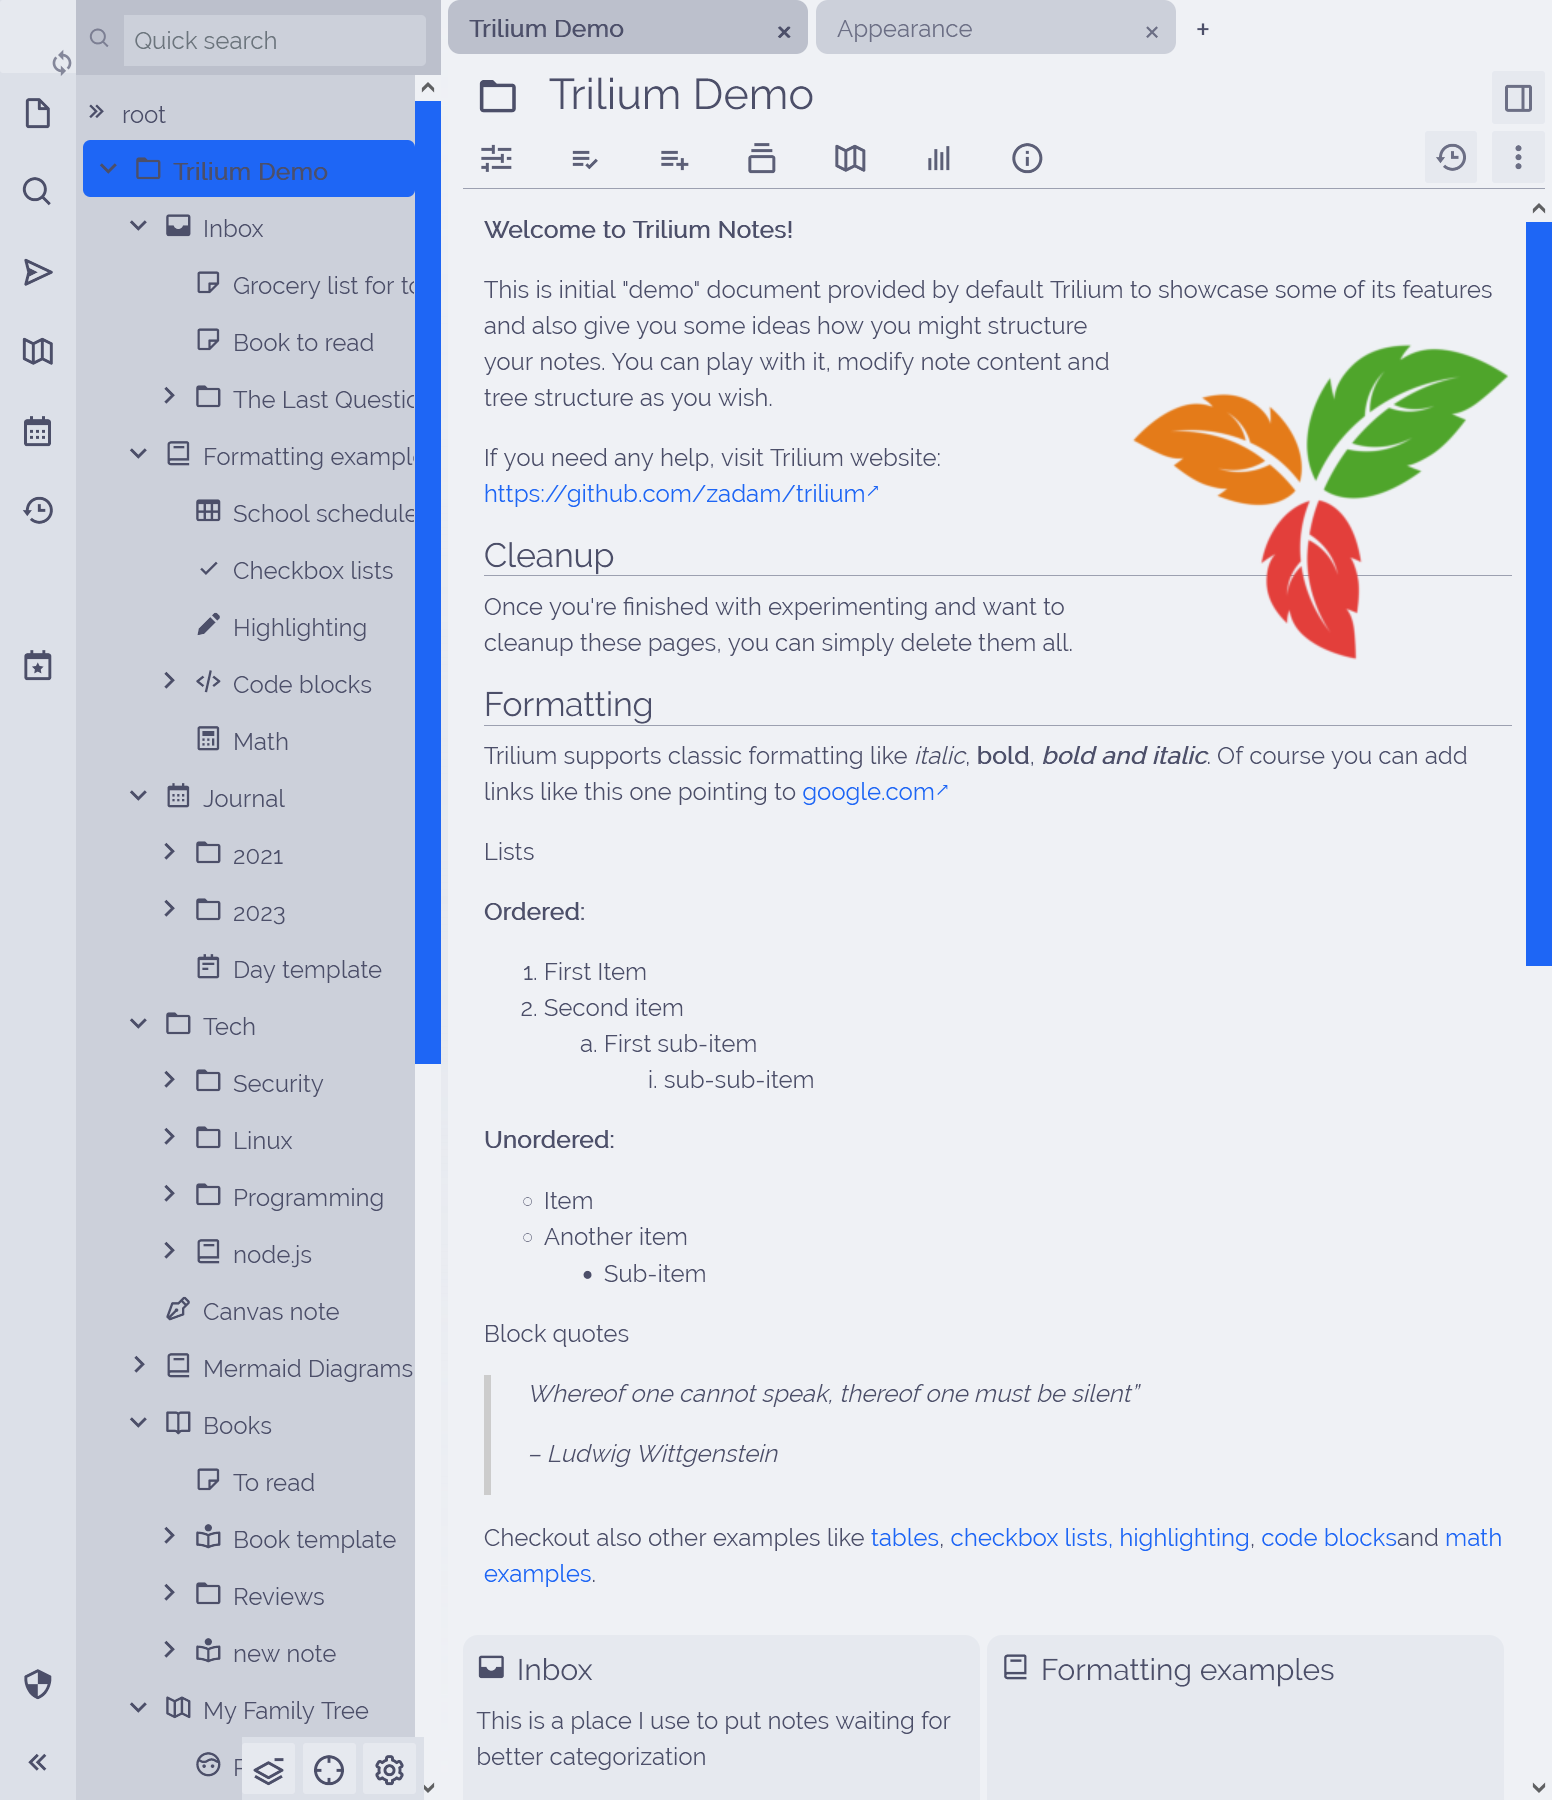 Quick search
root
Trilium Demo
Inbox
Grocery list for
Book to read
The Last
Formatting
School schedule
Checkbox lists
Highlighting
Code blocks
Math
Journal
2021
2023
Day template
Tech
Security
Linux
Programming
node.js
Canvas note
Mermaid Diagrams
Books
To read
Book template
Reviews
new note
My Family Tree
Trilium Demo
Appearance
Trilium Demo
Welcome to Trilium Notes!
This is initial "demo" document provided by default Trilium to showcase some of its features
and also give you some ideas how you might structure
your notes. You can play with it, modify note content and
tree structure as you wish.
If you need any help, visit Trilium website:
https://github.com/zadam/trilium
Cleanup
Once you're finished with experimenting and want to
cleanup these pages, you can simply delete them all.
Formatting
Trilium supports classic formatting like italic, bold, bold and italic. Of course you can add
links like this one pointing to google.com
Lists
Ordered:
1. First Item
2. Second item
a. First sub-item
i. sub-sub-item
Unordered:
○ Item
○ Another item
• Sub-item
Block quotes
Whereof one cannot speak, thereof one must be silent”
– Ludwig Wittgenstein
Checkout also other examples like tables, checkbox lists, highlighting, code blocksand math
examples.
Inbox
This is a place I use to put notes waiting for
better categorization
Formatting examples